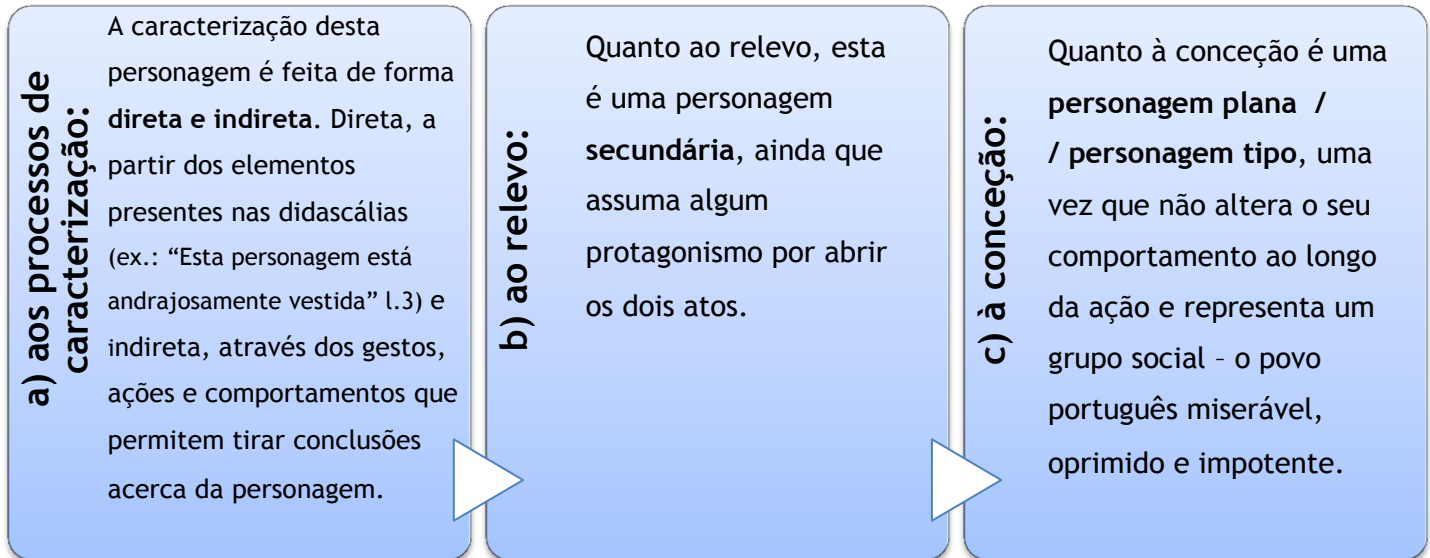 a) aos processos de
caracterização:
A caracterização desta
personagem é feita de forma
direta e indireta. Direta, a
partir dos elementos
presentes nas didascálias
(ex.: “Esta personagem está
andrajosamente vestida” l.3) e
indireta, através dos gestos,
ações e comportamentos que
permitem tirar conclusões
acerca da personagem.
b) ao relevo:
Quanto ao relevo, esta
é uma personagem
secundária, ainda que
assuma algum
protagonismo por abrir
os dois atos.
c) à conceção:
Quanto à conceção é uma
personagem plana /
/ personagem tipo, uma
vez que não altera o seu
comportamento ao longo
da ação e representa um
grupo social – o povo
português miserável,
oprimido e impotente.